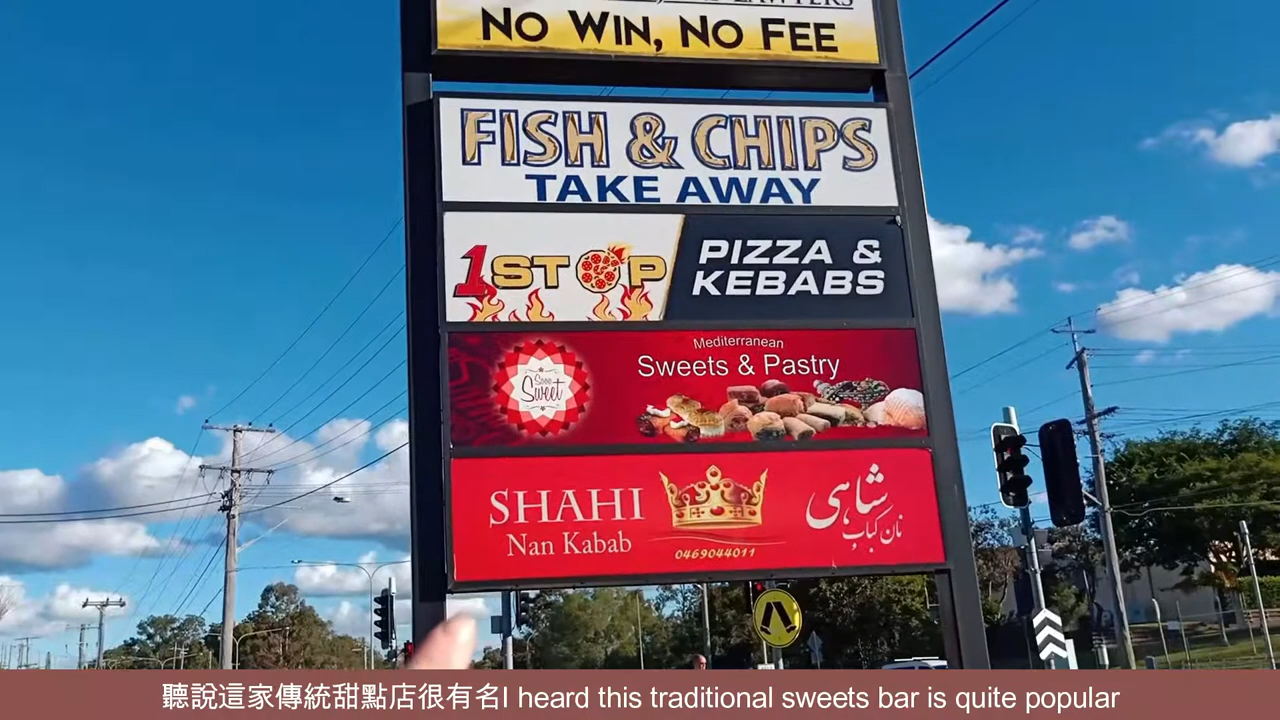 LAWYERS
NO WIN, NO FEE
FISH & CHIPS
TAKE AWAY
1STOP
PIZZA &
KEBABS
Mediterranean
Sweets & Pastry
Sooo
Sweet
SHAHI
Nan Kabab
0469044011
شاهی
نان کباب
聽說這家傳統甜點店很有名I heard this traditional sweets bar is quite popular